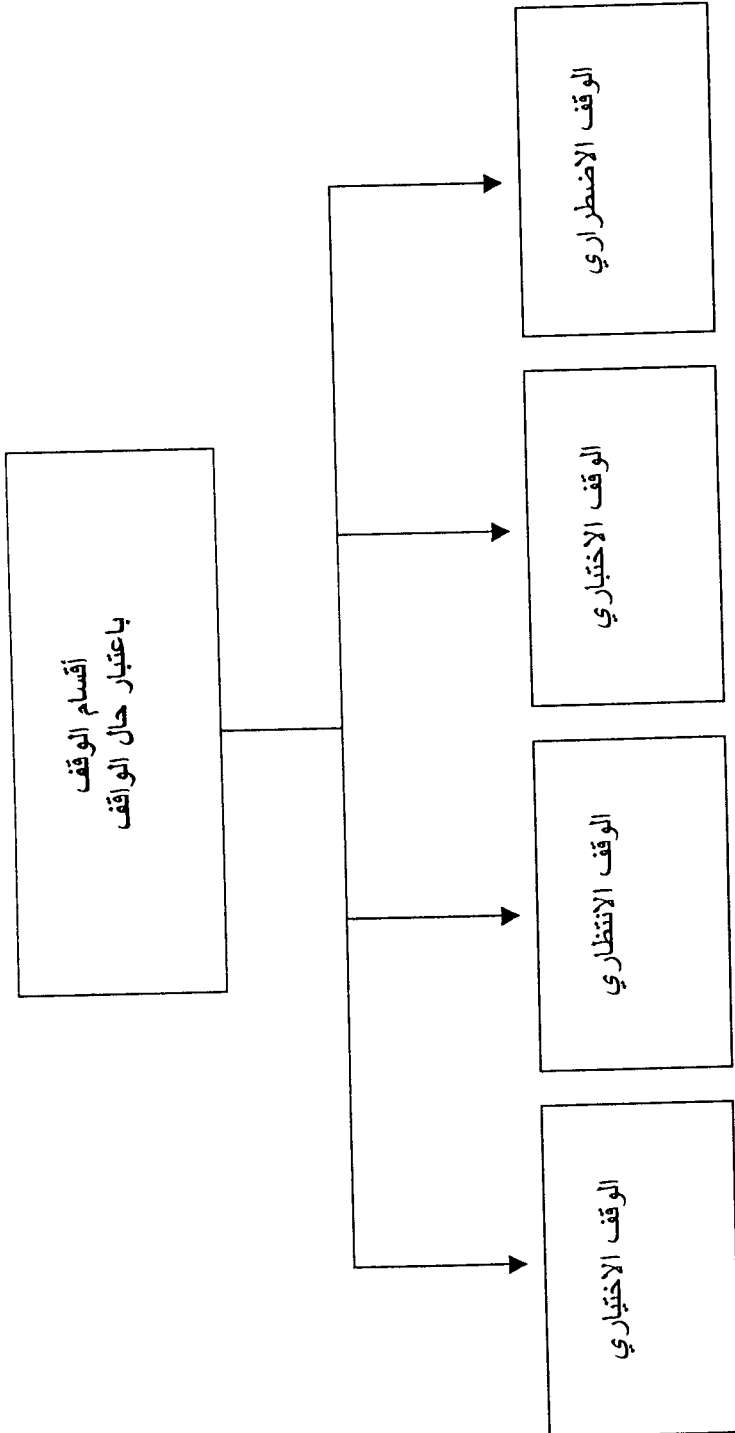 أقسام الوقف
باعتبار حال الواقف
الوقف الاضطراري
الوقف الاختباري
الوقف الانتظاري
الوقف الاختياري